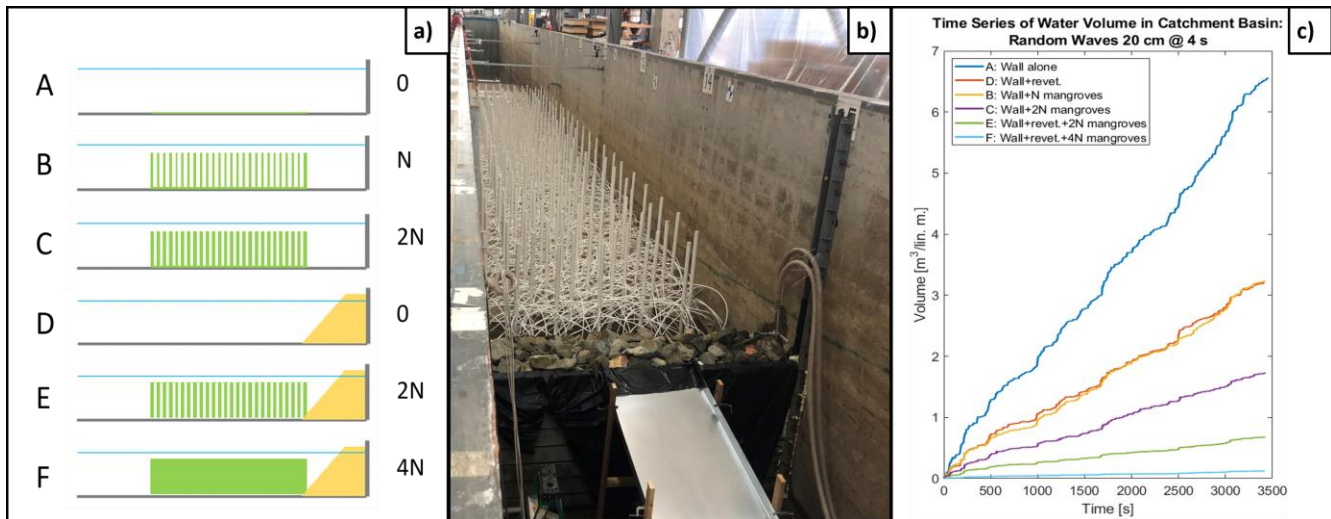 a)
A
0
B
N
C
2N
D
0
E
2N
F
4N
b)
c)
Time Series of Water Volume in Catchment Basin:
Random Waves 20 cm @ 4 s
A: Wall alone
D: Wall+revet.
B: Wall+N mangroves
C: Wall+2N mangroves
E: Wall+revet.+2N mangroves
F: Wall+revet.+4N mangroves
Volume [m³/lin. m.]
7
6
5
4
3
2
1
0
0 500 1000 1500 2000 2500 3000 3500
Time [s]